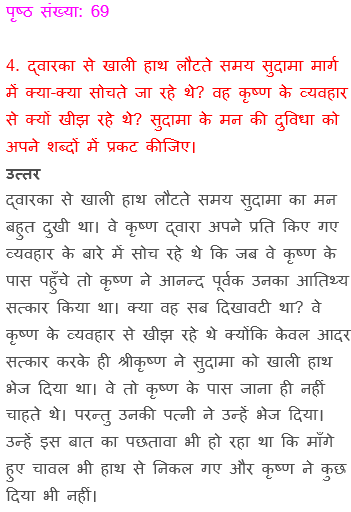 पृष्ठ संख्या: 69
4. द्वारका से खाली हाथ लौटते समय सुदामा मार्ग
में क्या-क्या सोचते जा रहे थे? वह कृष्ण के व्यवहार
से क्यों खीझ रहे थे? सुदामा के मन की दुविधा को
अपने शब्दों में प्रकट कीजिए।
उत्तर
द्वारका से खाली हाथ लौटते समय सुदामा का मन
बहुत दुखी था। वे कृष्ण द्वारा अपने प्रति किए गए
व्यवहार के बारे में सोच रहे थे कि जब वे कृष्ण के
पास पहुँचे तो कृष्ण ने आनन्द पूर्वक उनका आतिथ्य
सत्कार किया था। क्या वह सब दिखावटी था? वे
कृष्ण के व्यवहार से खीझ रहे थे क्योंकि केवल आदर
सत्कार करके ही श्रीकृष्ण ने सुदामा को खाली हाथ
भेज दिया था। वे तो कृष्ण के पास जाना ही नहीं
चाहते थे। परन्तु उनकी पत्नी ने उन्हें भेज दिया।
उन्हें इस बात का पछतावा भी हो रहा था कि माँगे
हुए चावल भी हाथ से निकल गए और कृष्ण ने कुछ
दिया भी नहीं।